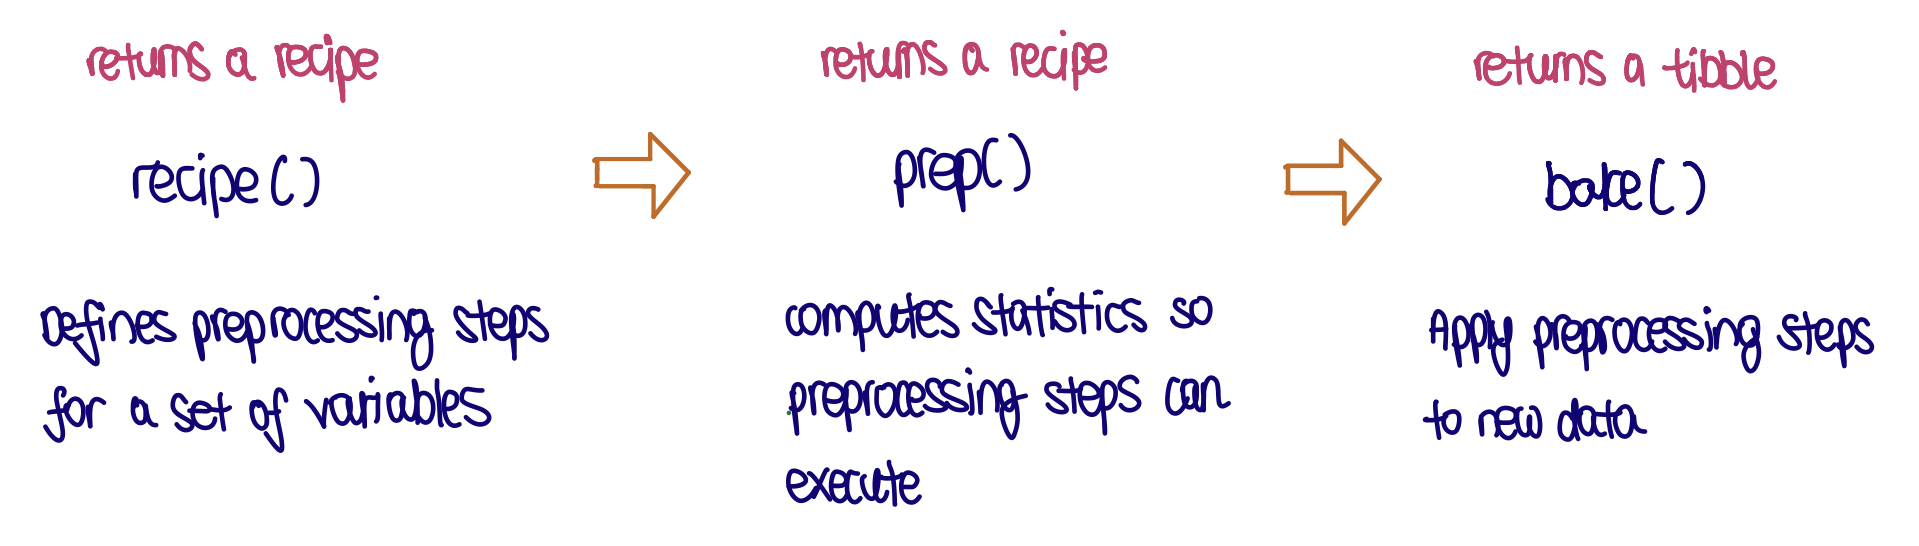 returns a recipe
recipe()
Defines preprocessing steps
for a set of variables
returns a recipe
prep()
computes statistics so
preprocessing steps can
execute
returns a tibble
bake()
Apply preprocessing steps
to new data